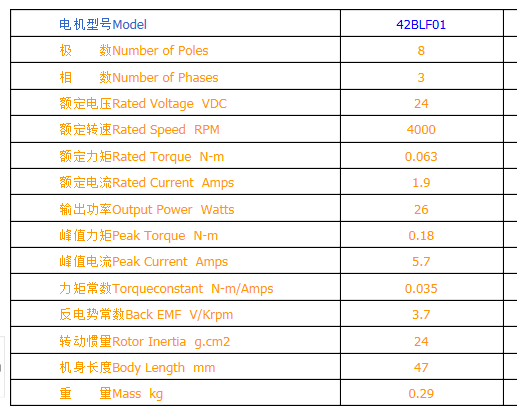 电机型号Model 42BLF01
极 数Number of Poles 8
相 数Number of Phases 3
额定电压Rated Voltage VDC 24
额定转速Rated Speed RPM 4000
额定力矩Rated Torque N-m 0.063
额定电流Rated Current Amps 1.9
输出功率Output Power Watts 26
峰值力矩Peak Torque N-m 0.18
峰值电流Peak Current Amps 5.7
力矩常数Torqueconstant N-m/Amps 0.035
反电势常数Back EMF V/Krpm 3.7
转动惯量Rotor Inertia g.cm2 24
机身长度Body Length mm 47
重 量Mass kg 0.29